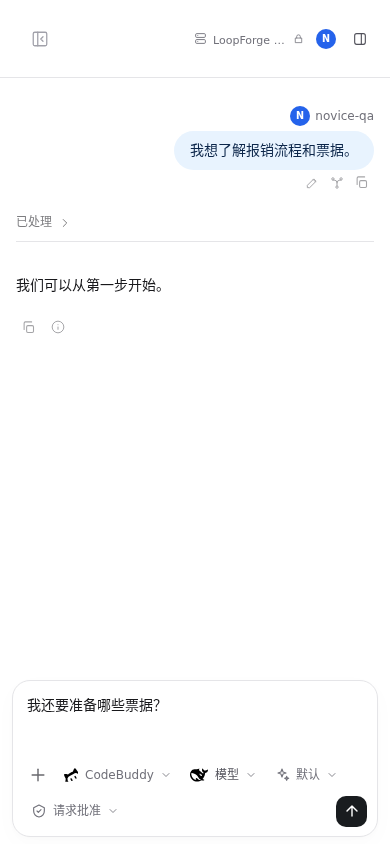 LoopForge ...
N
N novice-qa
我想了解报销流程和票据。
已处理
我们可以从第一步开始。
我还要准备哪些票据？
CodeBuddy 模型 默认
请求批准